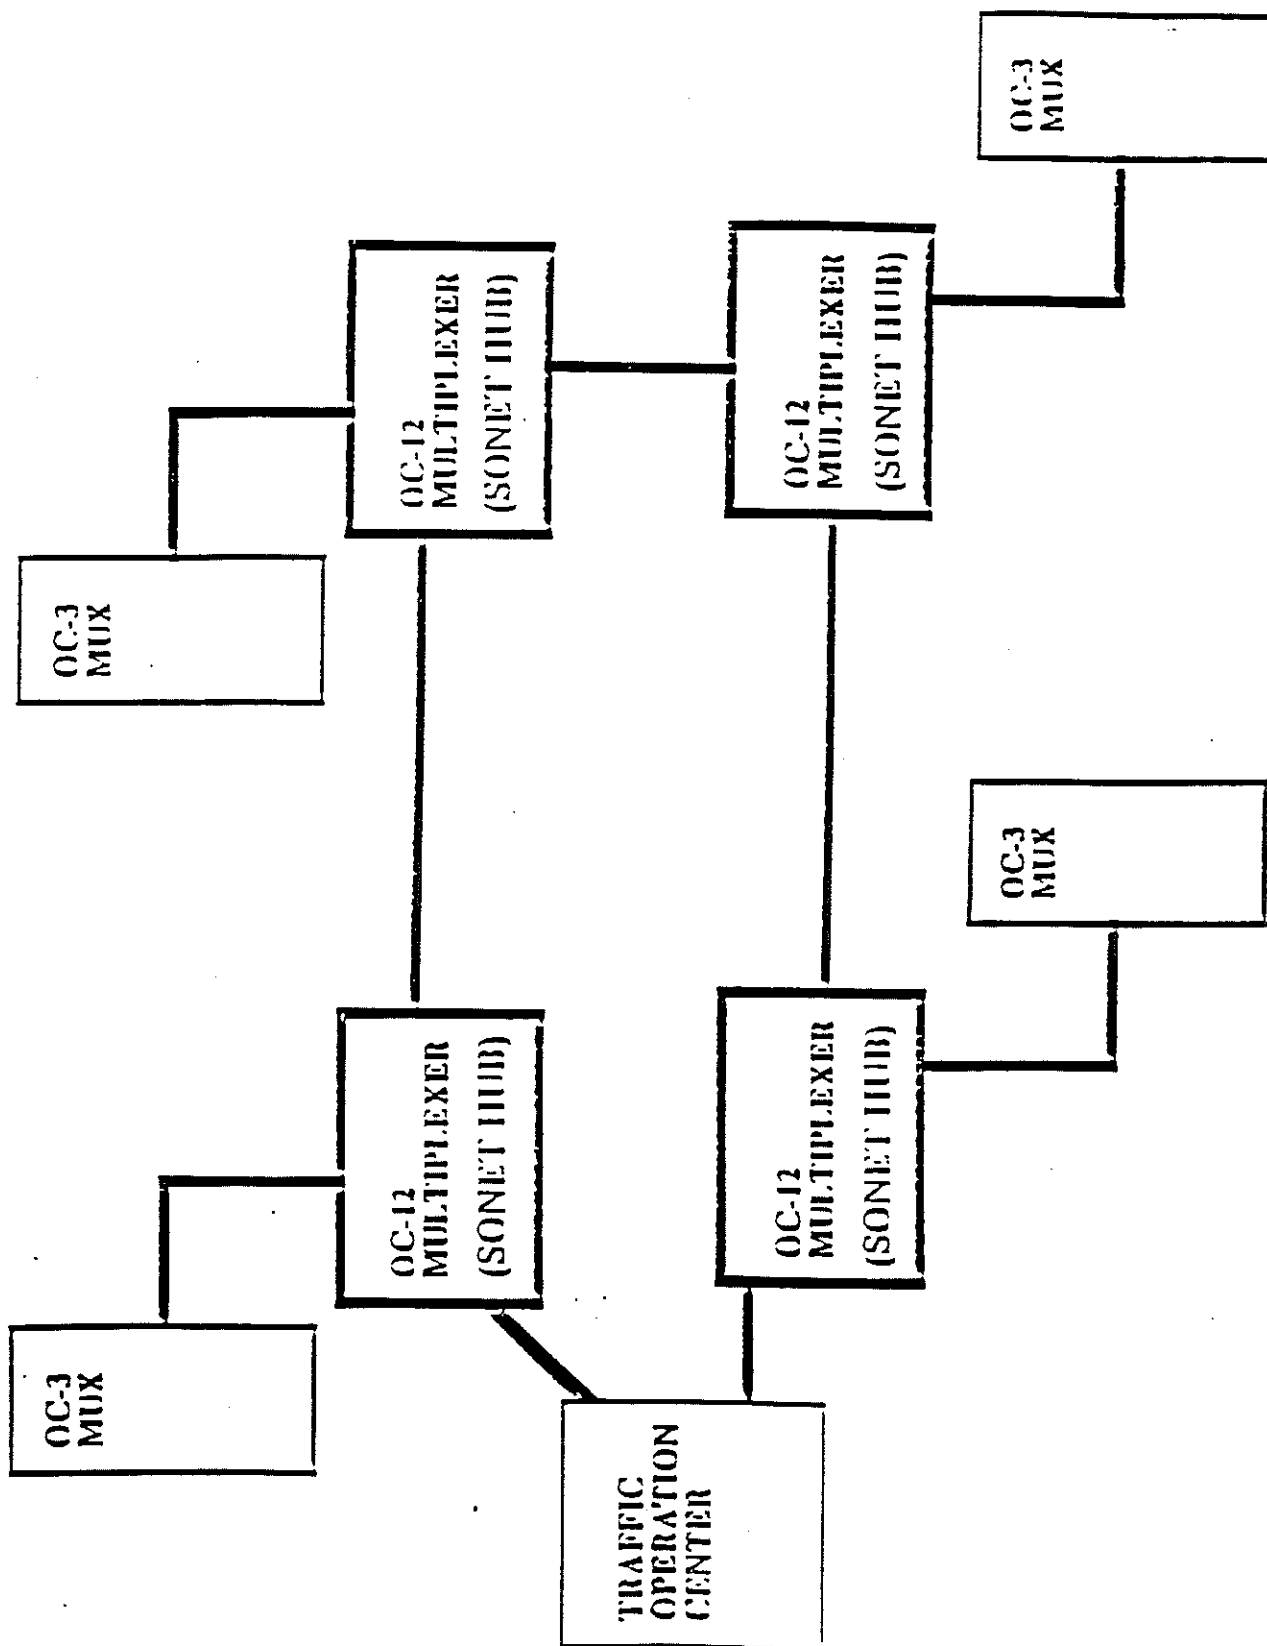 OC-3
MUX
OC-3
MUX
OC-12
MULTIPLEXER
(SONET HUB)
OC-12
MULTIPLEXER
(SONET HUB)
TRAFFIC
OPERATION
CENTER
OC-12
MULTIPLEXER
(SONET HUB)
OC-12
MULTIPLEXER
(SONET HUB)
OC-3
MUX
OC-3
MUX